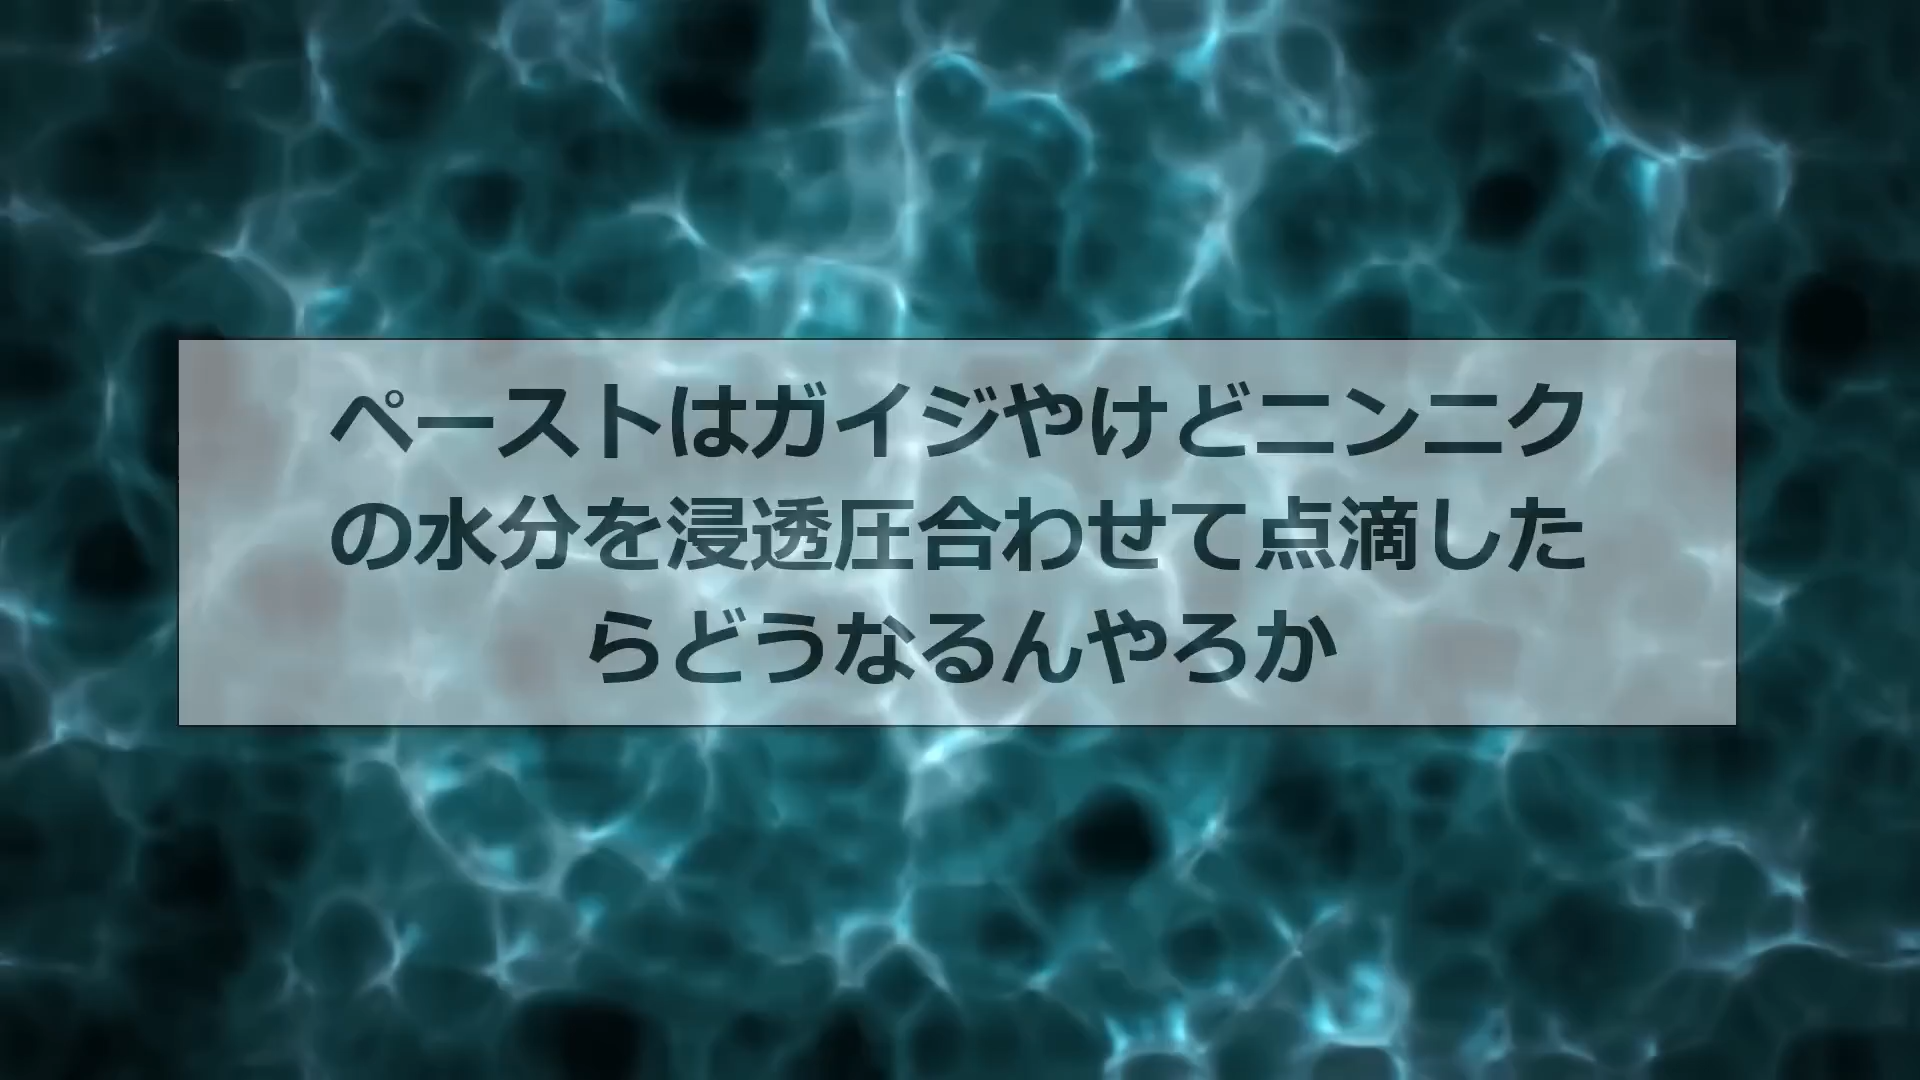 ペーストはガイジやけどニンニク
の水分を浸透圧合わせて点滴した
らどうなるんやろか